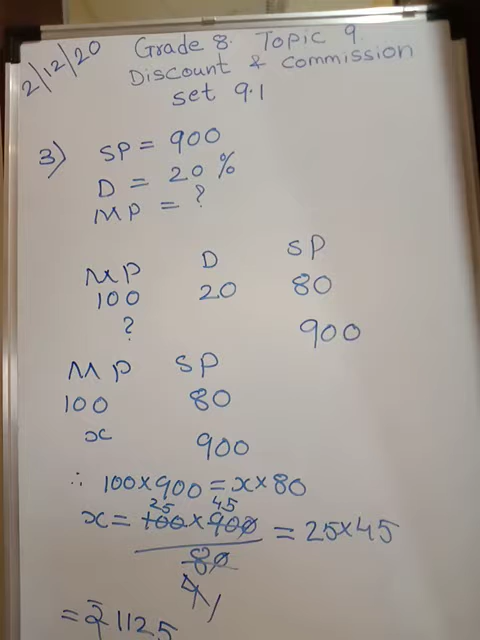 2/12/20 Grade 8. Topic 9.
Discount & Commission
set 9.1
3) SP = 900
D = 20 %
MP = ?
MP D SP
100 20 80
? 900
MP SP
100 80
x 900
∴ 100×900 = x×80
25 45
x = 100×900 = 25×45
80
4 1
= ₹ 1125